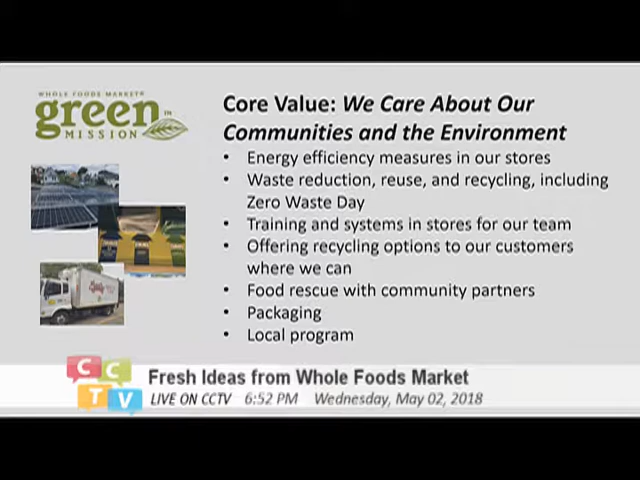 WHOLE FOODS MARKET®
green™
MISSION
Core Value: We Care About Our
Communities and the Environment
• Energy efficiency measures in our stores
• Waste reduction, reuse, and recycling, including
Zero Waste Day
• Training and systems in stores for our team
• Offering recycling options to our customers
where we can
• Food rescue with community partners
• Packaging
• Local program
CCTV
Fresh Ideas from Whole Foods Market
LIVE ON CCTV 6:52 PM Wednesday, May 02, 2018